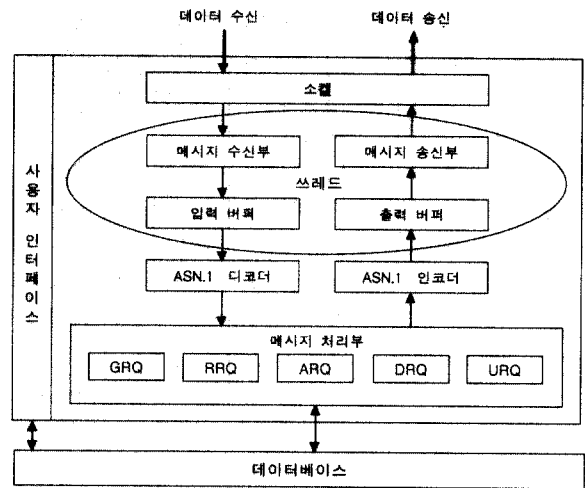 데이터 수신
데이터 송신
소켙
메시지 수신부
메시지 송신부
쓰레드
입력 버퍼
출력 버퍼
ASN.1 디코더
ASN.1 인코더
메시지 처리부
GRQ
RRQ
ARQ
DRQ
URQ
사용자 인터페이스
데이터베이스